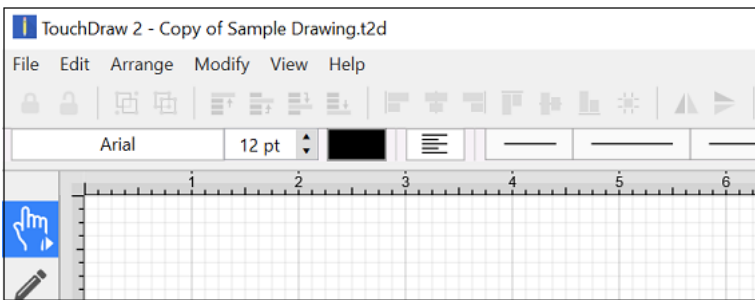 TouchDraw 2 - Copy of Sample Drawing.t2d
File Edit Arrange Modify View Help
Arial 12 pt
1 2 3 4 5 6